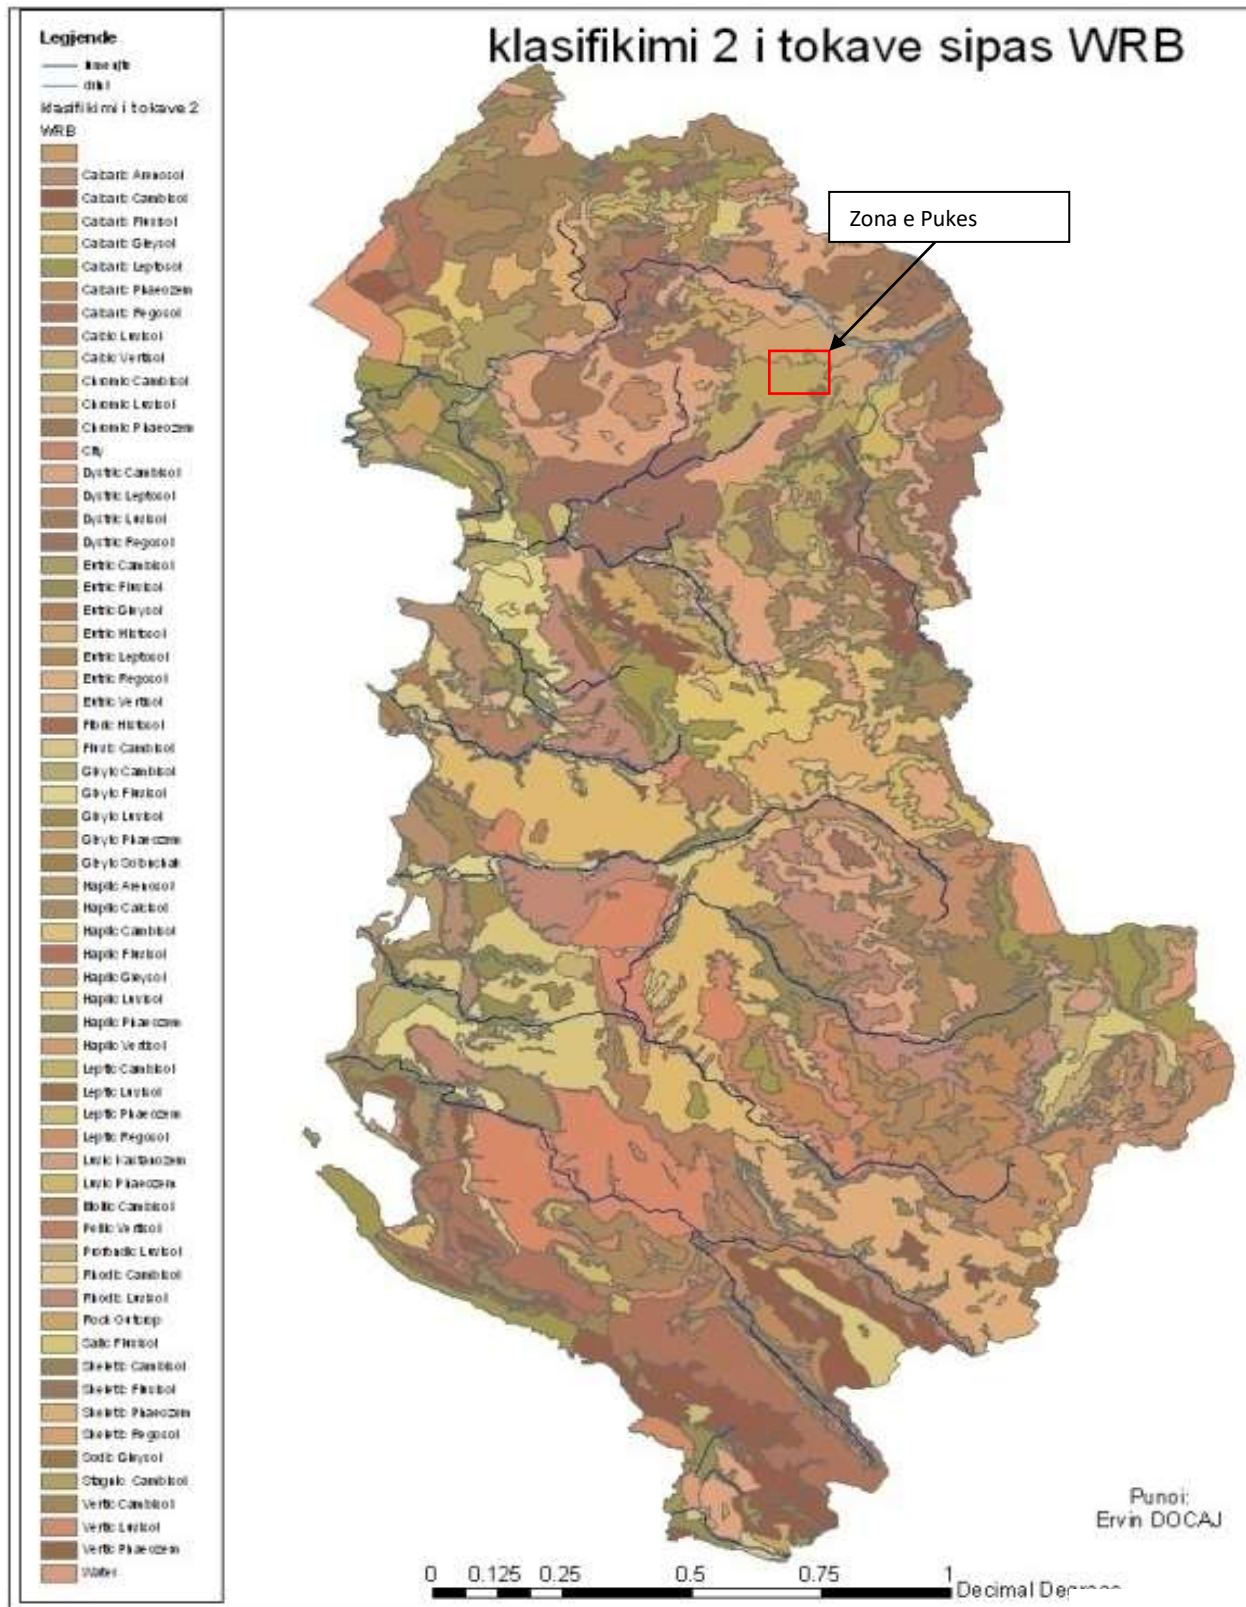 klasifikimi 2 i tokave sipas WRB
Legjende
klasifikimi i tokave 2
WRB
Calcaric Arenosol
Calcaric Cambisol
Calcaric Fluvisol
Calcaric Gleysol
Calcaric Leptosol
Calcaric Phaeozem
Calcaric Regosol
Calcic Luvisol
Calcic Vertisol
Chromic Cambisol
Chromic Luvisol
Chromic Phaeozem
City
Dystric Cambisol
Dystric Leptosol
Dystric Luvisol
Dystric Regosol
Eutric Cambisol
Eutric Fluvisol
Eutric Gleysol
Eutric Histosol
Eutric Leptosol
Eutric Regosol
Eutric Vertisol
Fibric Histosol
Fluvic Cambisol
Gleyic Cambisol
Gleyic Fluvisol
Gleyic Luvisol
Gleyic Phaeozem
Gleyic Solonchak
Haplic Arenosol
Haplic Calcisol
Haplic Cambisol
Haplic Fluvisol
Haplic Gleysol
Haplic Luvisol
Haplic Phaeozem
Haplic Vertisol
Leptic Cambisol
Leptic Luvisol
Leptic Phaeozem
Leptic Regosol
Luvic Kastanozem
Luvic Phaeozem
Mollic Cambisol
Pellic Vertisol
Profondic Luvisol
Rhodic Cambisol
Rhodic Luvisol
Rock Outcrop
Salic Fluvisol
Skeletic Cambisol
Skeletic Fluvisol
Skeletic Phaeozem
Skeletic Regosol
Sodic Gleysol
Stagnic Cambisol
Vertic Cambisol
Vertic Luvisol
Vertic Phaeozem
Water
Zona e Pukes
Punoi:
Ervin DOCAJ
0 0.125 0.25 0.5 0.75 1
Decimal Degrees